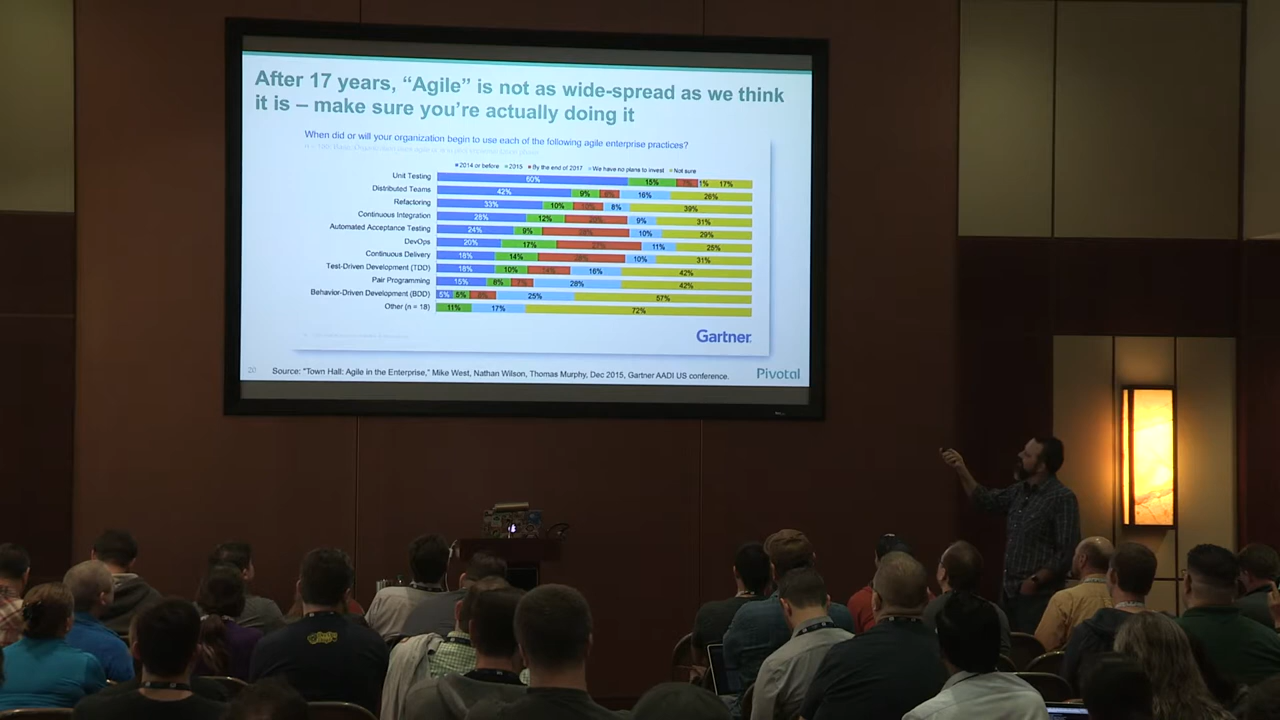 After 17 years, “Agile” is not as wide-spread as we think
it is – make sure you’re actually doing it
When did or will your organization begin to use each of the following agile enterprise practices?
2014 or before 2015 By the end of 2017 We have no plans to invest Not sure
Unit Testing 60% 15% 7% 1% 17%
Distributed Teams 42% 9% 16% 26%
Refactoring 33% 10% 8% 39%
Continuous Integration 28% 12% 20% 9% 31%
Automated Acceptance Testing 24% 9% 28% 10% 29%
DevOps 20% 17% 27% 11% 25%
Continuous Delivery 18% 14% 10% 31%
Test-Driven Development (TDD) 18% 10% 14% 16% 42%
Pair Programming 15% 8% 7% 28% 42%
Behavior-Driven Development (BDD) 5% 5% 25% 57%
Other (n = 18) 11% 17% 72%
Gartner
20 Source: "Town Hall: Agile in the Enterprise," Mike West, Nathan Wilson, Thomas Murphy, Dec 2015, Gartner AADI US conference.
Pivotal